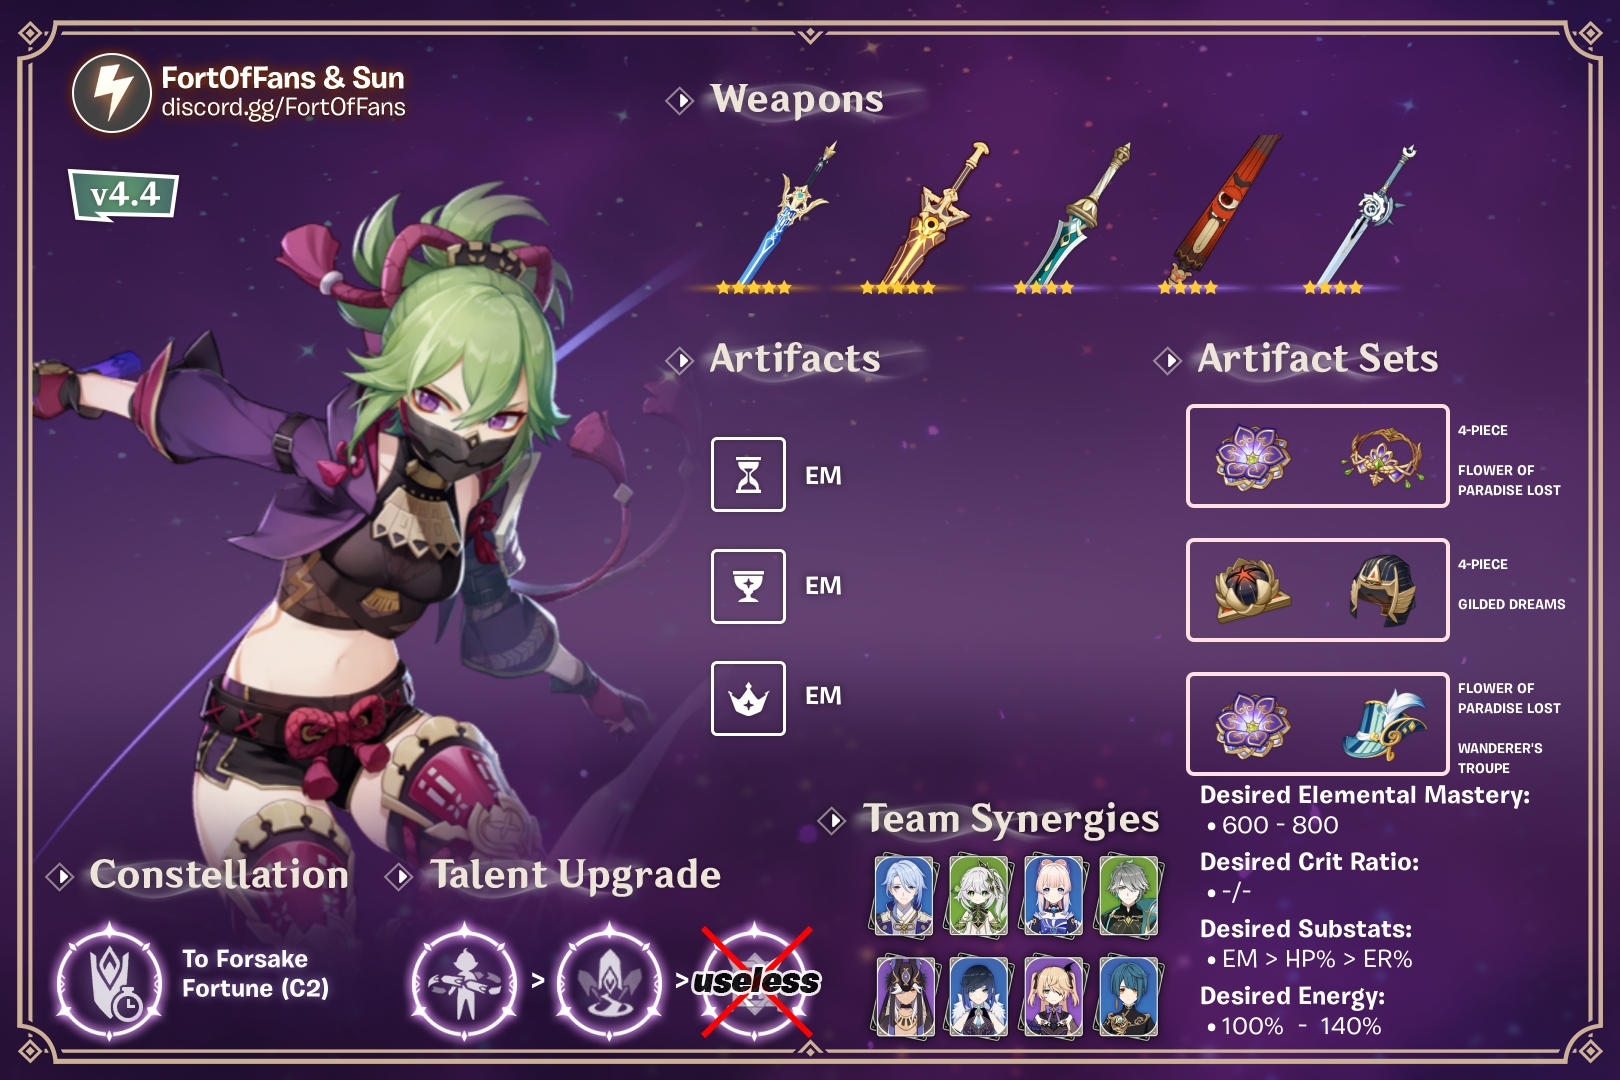 FortOfFans & Sun
discord.gg/FortOfFans
v4.4
Weapons
Artifacts
EM
EM
EM
Artifact Sets
4-PIECE
FLOWER OF
PARADISE LOST
4-PIECE
GILDED DREAMS
FLOWER OF
PARADISE LOST
WANDERER'S
TROUPE
Constellation
To Forsake
Fortune (C2)
Talent Upgrade
> > useless
Team Synergies
Desired Elemental Mastery:
• 600 - 800
Desired Crit Ratio:
• -/-
Desired Substats:
• EM > HP% > ER%
Desired Energy:
• 100% - 140%